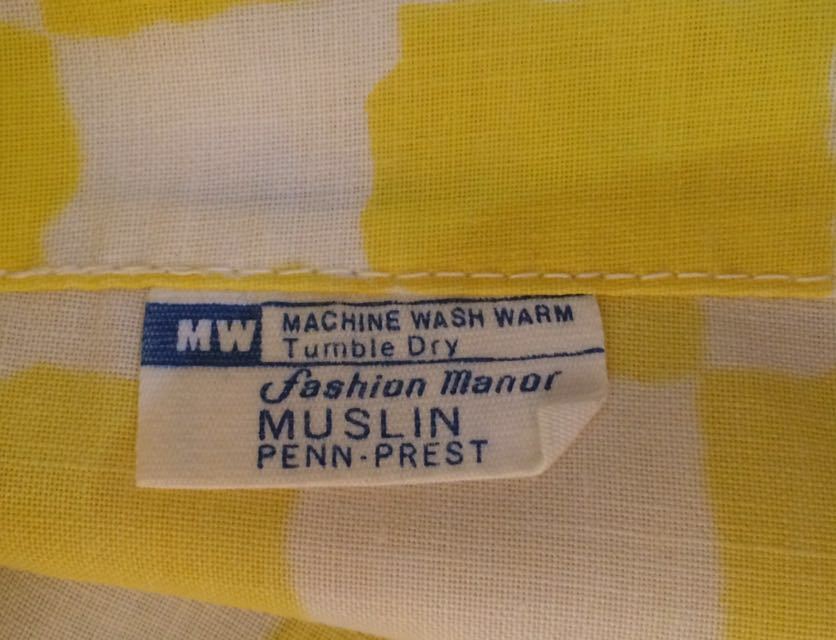 MW
MACHINE WASH WARM
Tumble Dry
Fashion Manor
MUSLIN
PENN-PREST